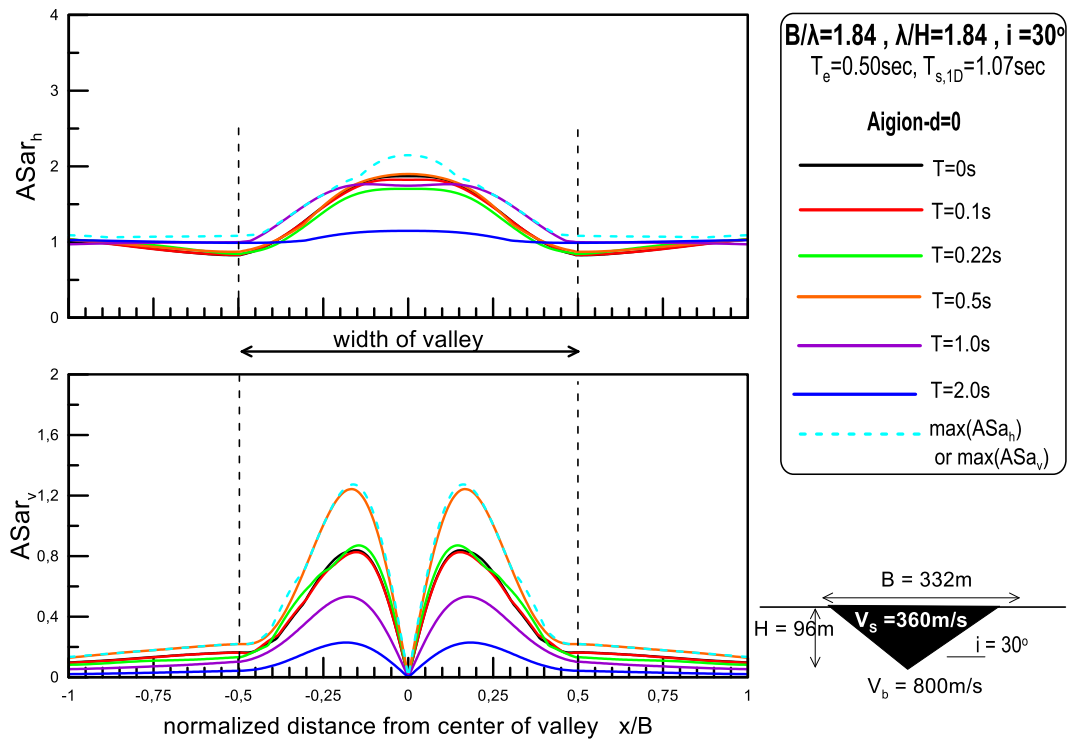 4
3
2
1
0
ASar_h
width of valley
2
1,6
1,2
0,8
0,4
0
ASar_v
-1
-0,75
-0,5
-0,25
0
0,25
0,5
0,75
1
normalized distance from center of valley x/B
B/λ=1.84 , λ/H=1.84 , i =30º
T_e=0.50sec, T_s,1D=1.07sec
Aigion-d=0
T=0s
T=0.1s
T=0.22s
T=0.5s
T=1.0s
T=2.0s
max(ASa_h)
or max(ASa_v)
B = 332m
H = 96m
V_s =360m/s
i = 30º
V_b = 800m/s